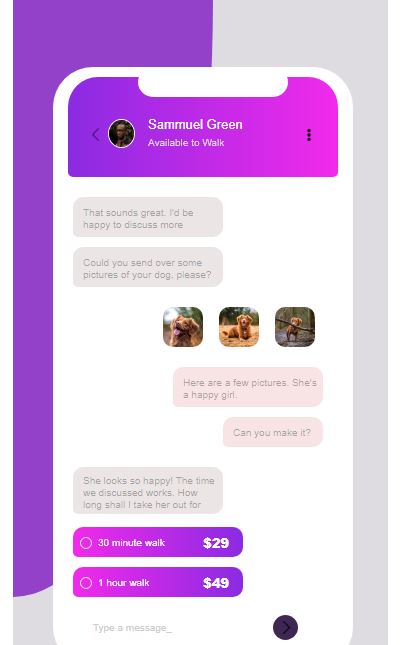 Sammuel Green
Available to Walk
That sounds great. I'd be
happy to discuss more
Could you send over some
pictures of your dog, please?
Here are a few pictures. She's
a happy girl.
Can you make it?
She looks so happy! The time
we discussed works. How
long shall I take her out for
30 minute walk $29
1 hour walk $49
Type a message_